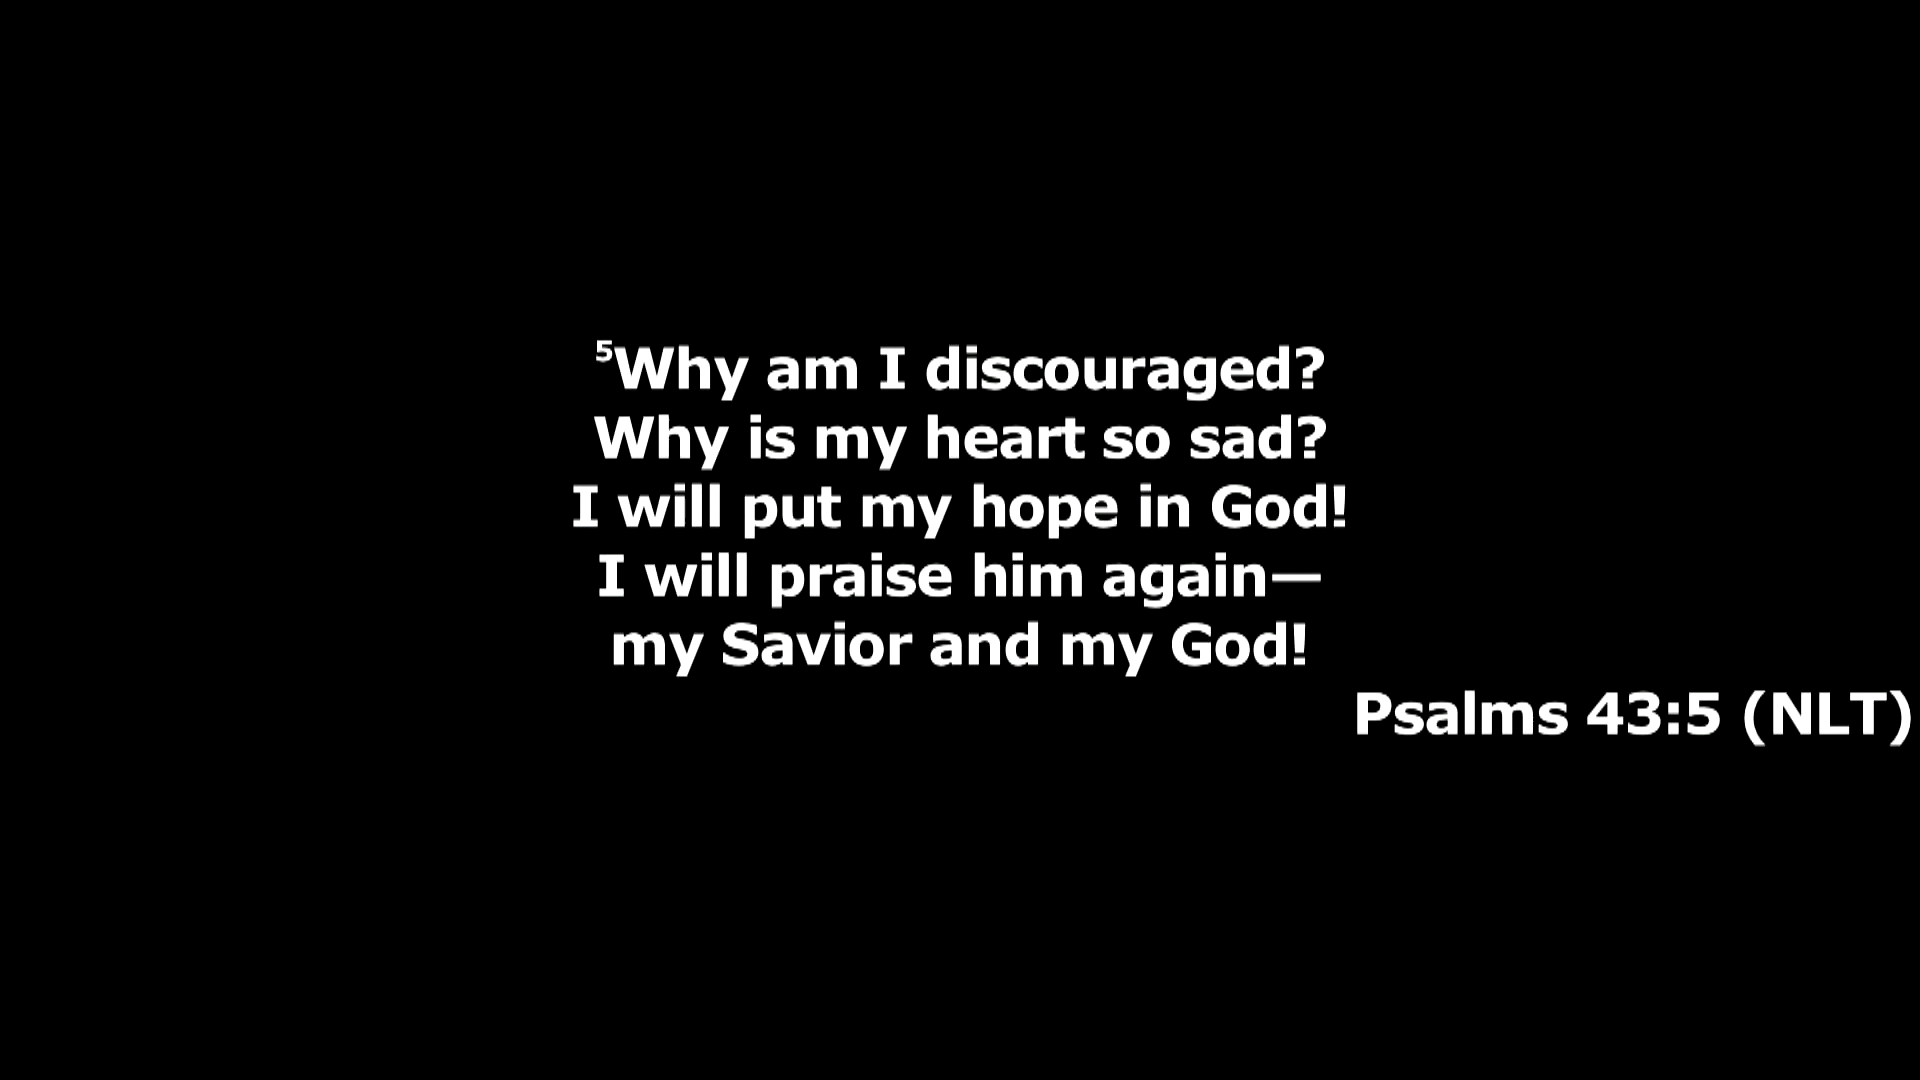 ⁵Why am I discouraged?
Why is my heart so sad?
I will put my hope in God!
I will praise him again—
my Savior and my God!
Psalms 43:5 (NLT)